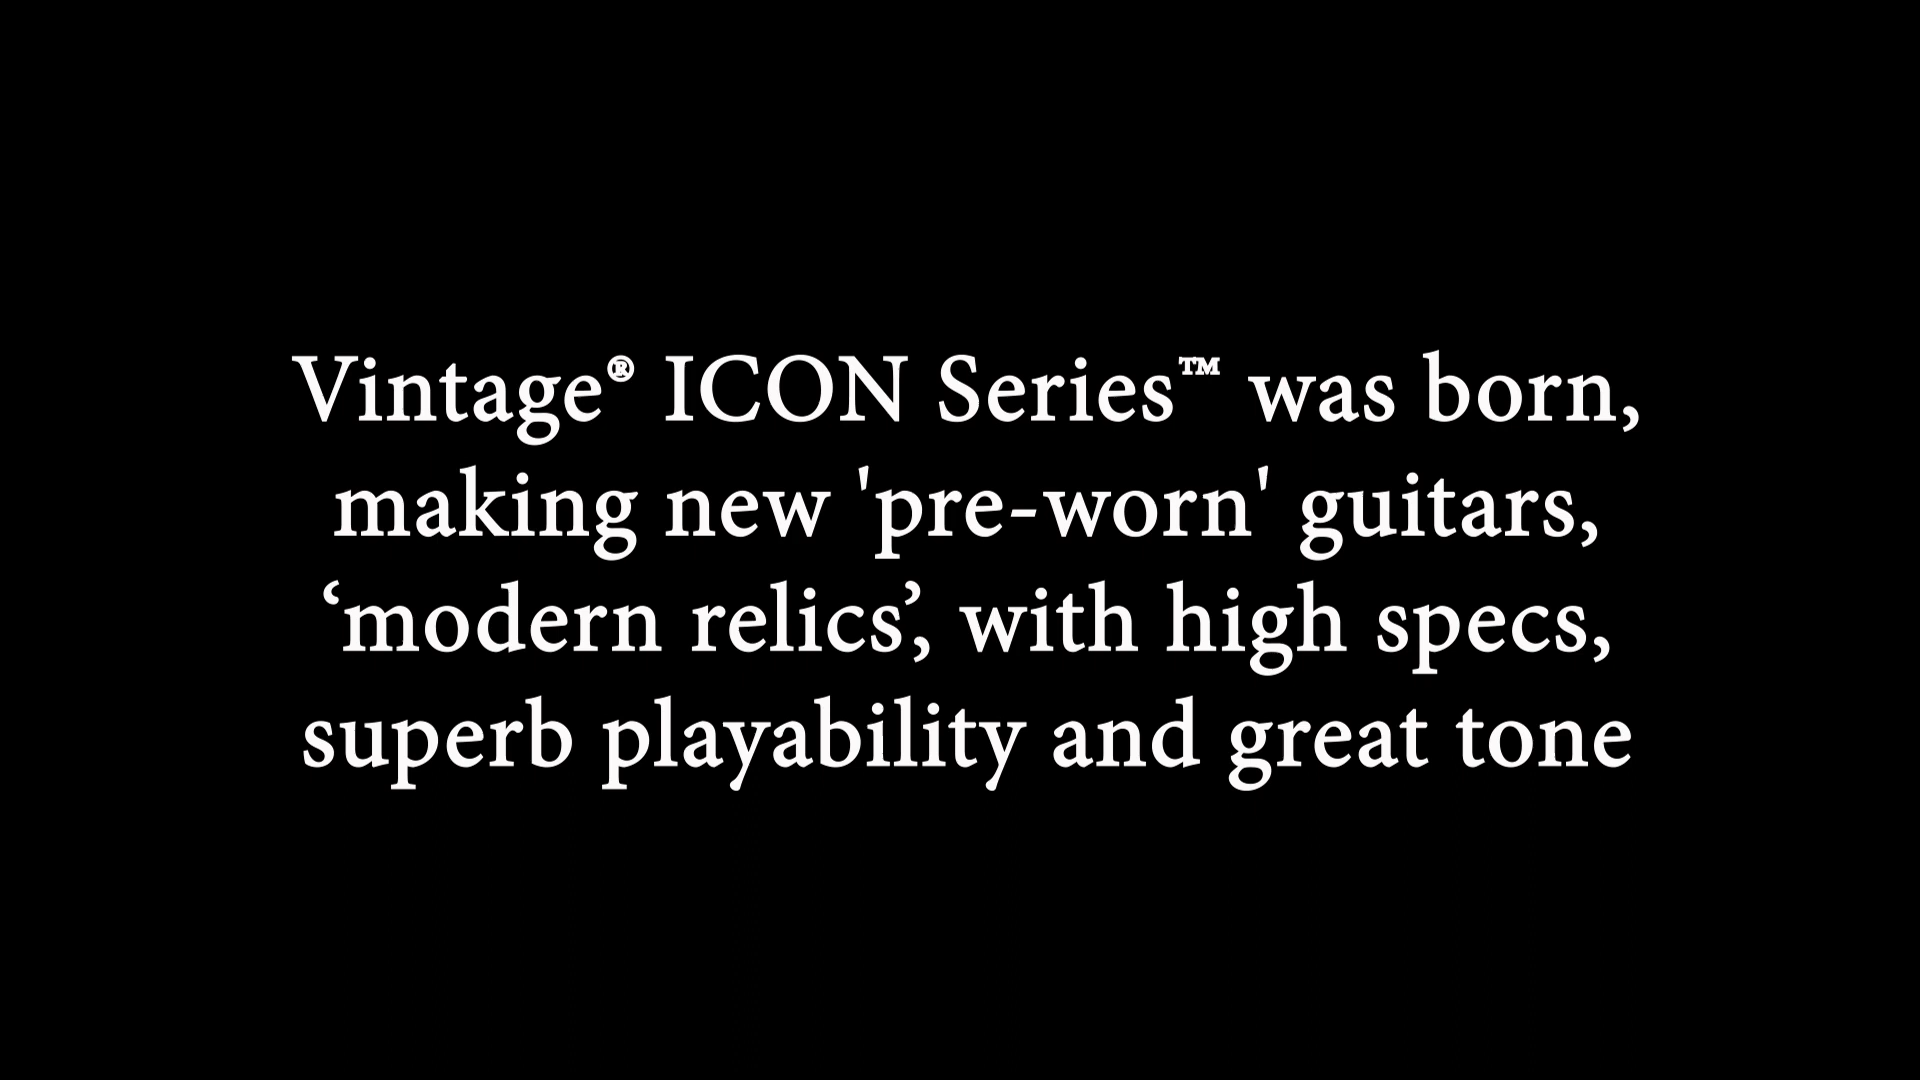 Vintage® ICON Series™ was born,
making new 'pre-worn' guitars,
‘modern relics’, with high specs,
superb playability and great tone